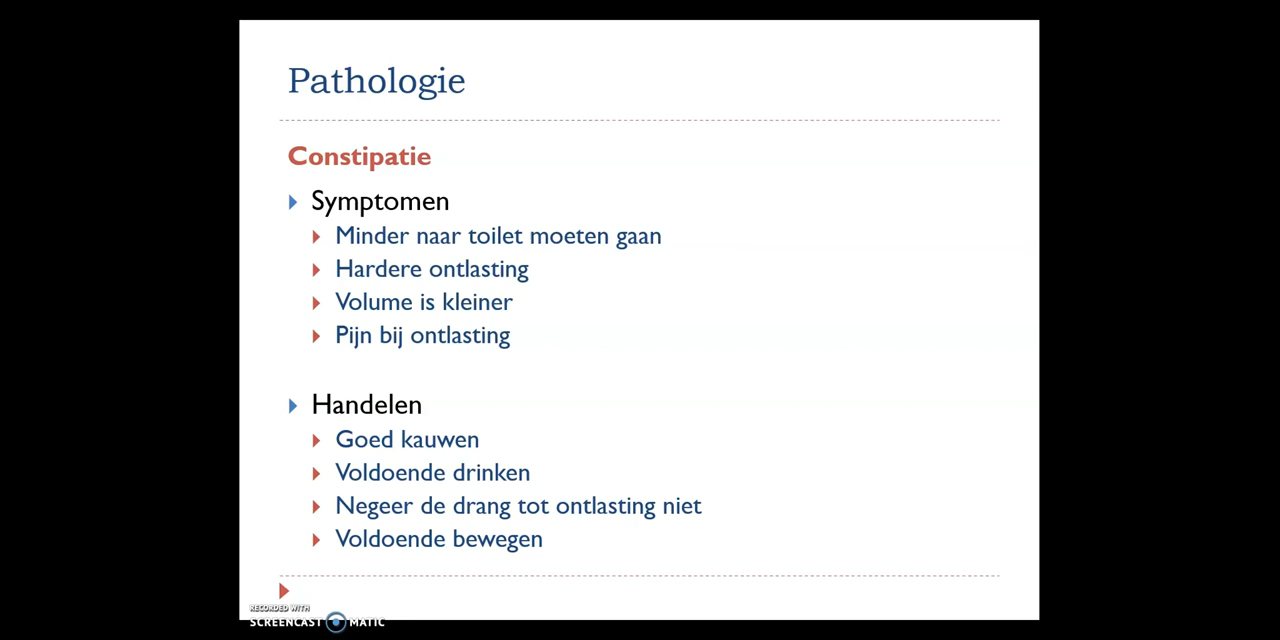 Pathologie
Constipatie
Symptomen
Minder naar toilet moeten gaan
Hardere ontlasting
Volume is kleiner
Pijn bij ontlasting
Handelen
Goed kauwen
Voldoende drinken
Negeer de drang tot ontlasting niet
Voldoende bewegen
RECORDED WITH
SCREENCAST MATIC